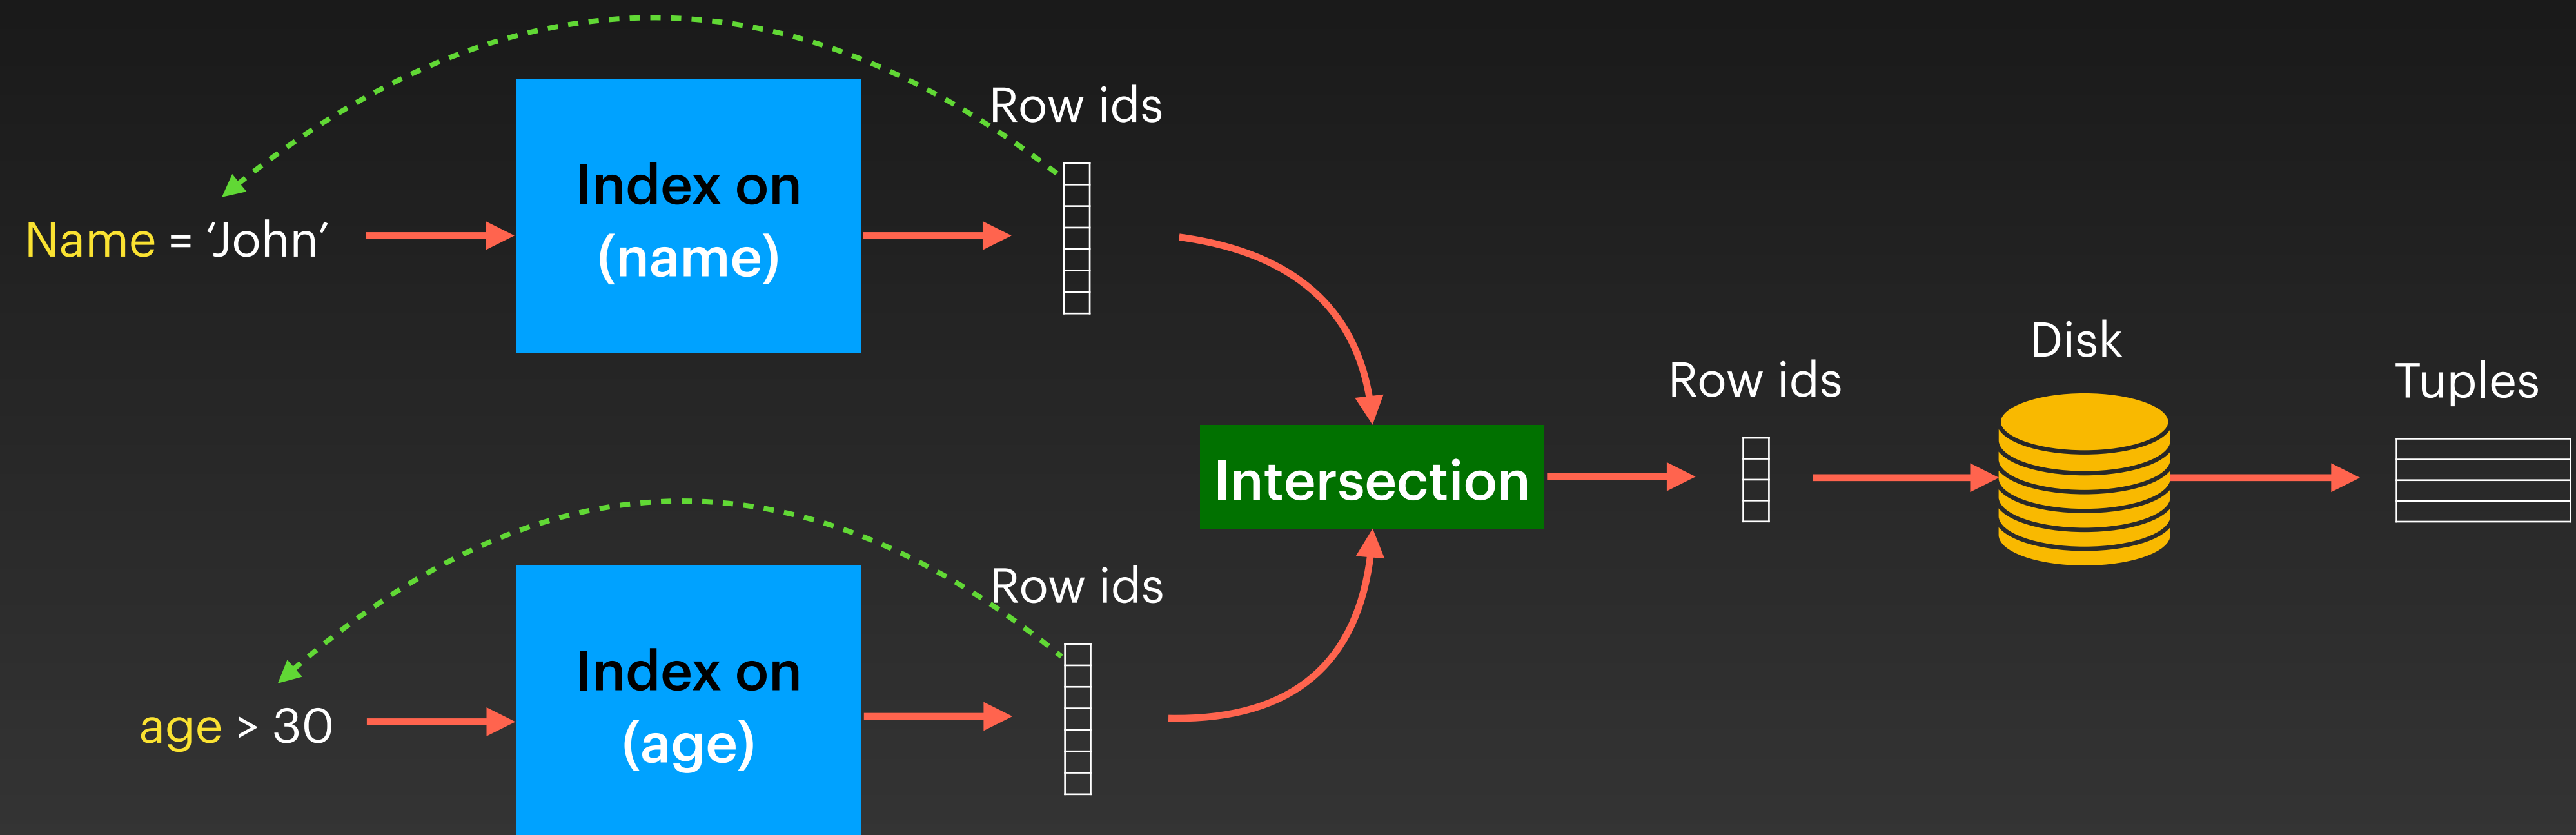 Row ids
Index on
(name)
Name = ‘John’
Disk
Row ids
Tuples
Intersection
Row ids
Index on
(age)
age > 30